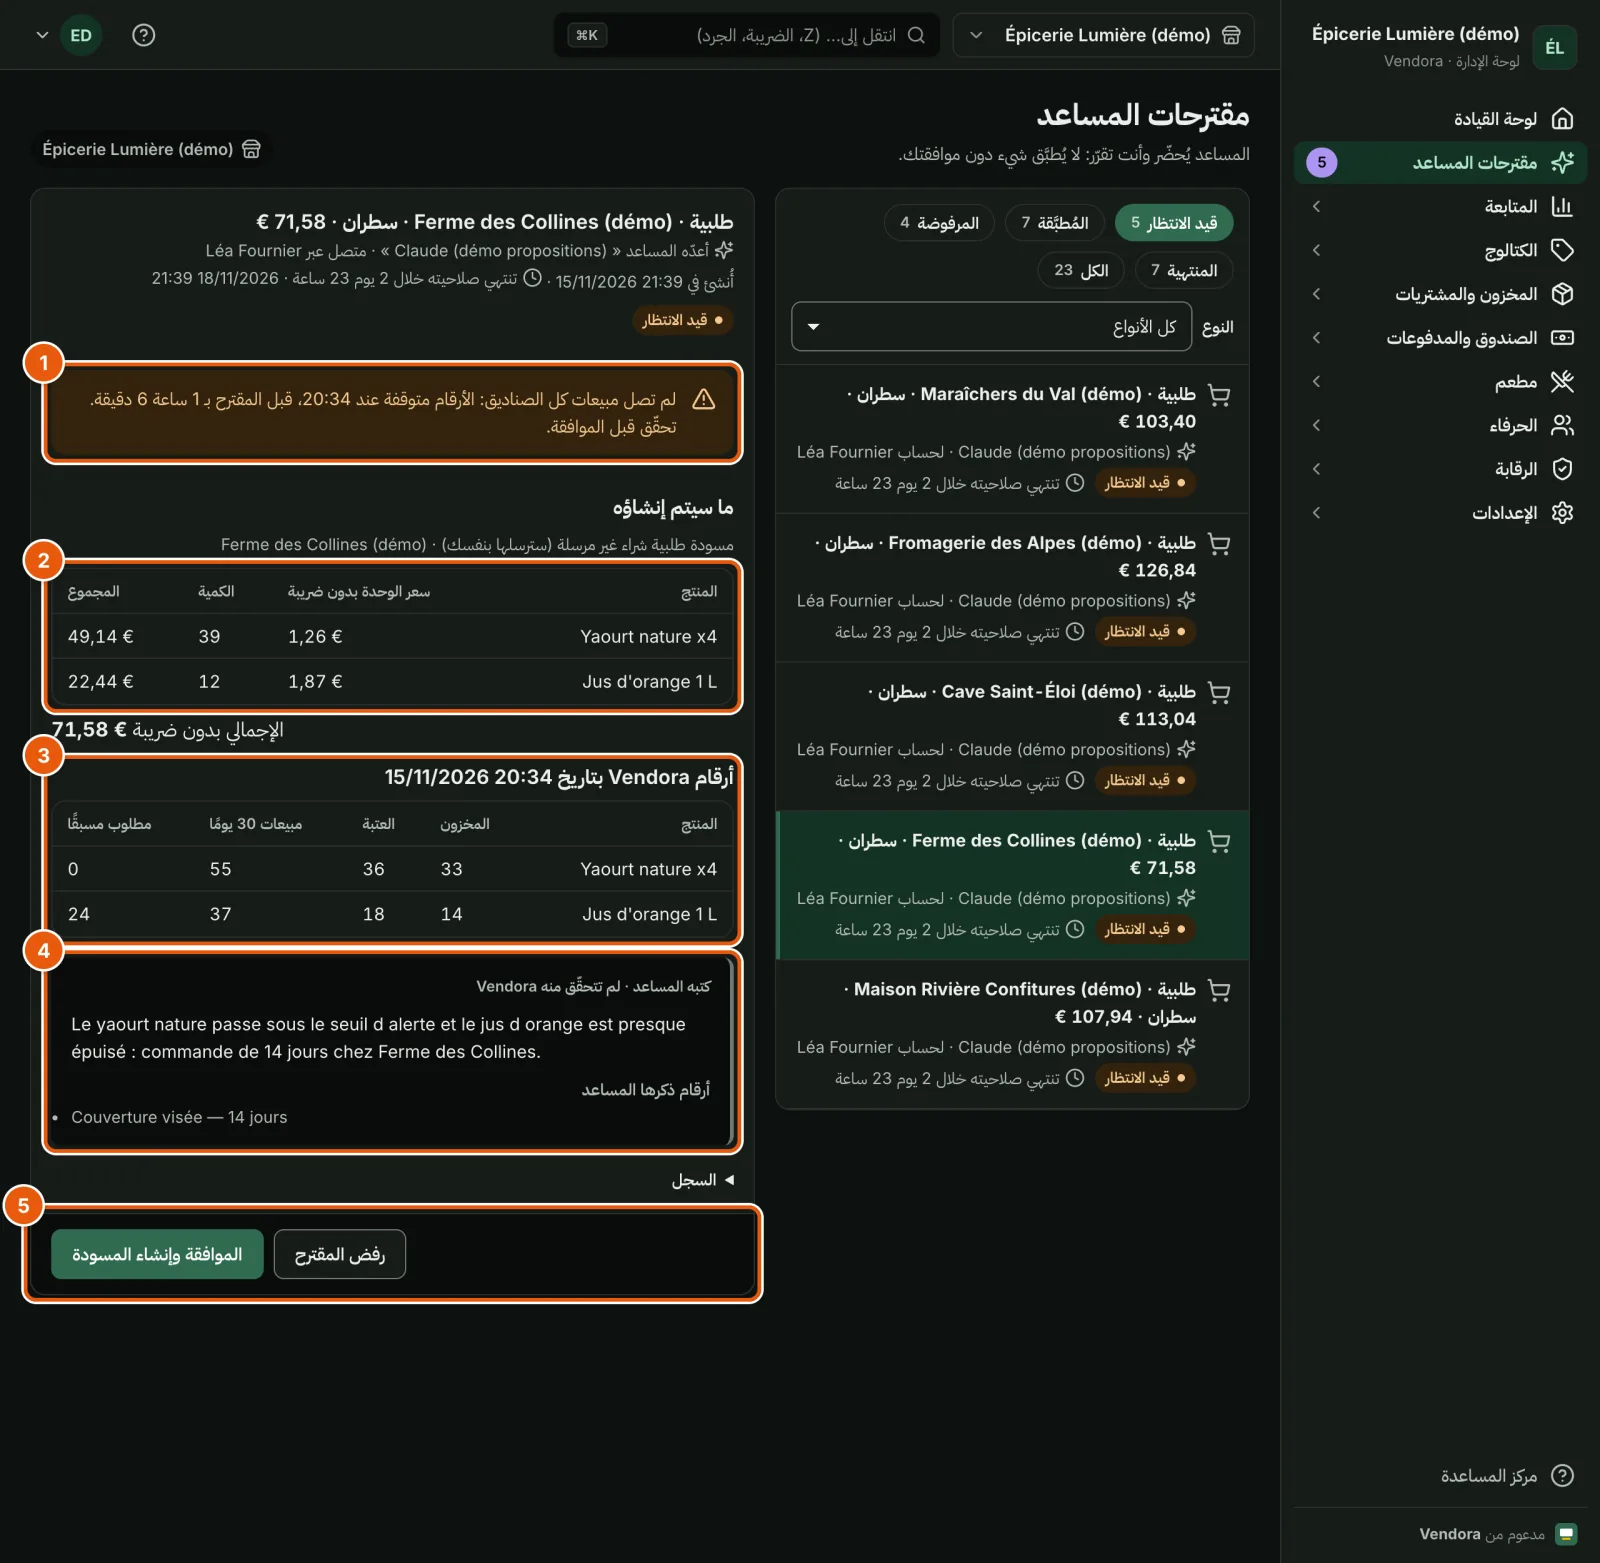 Épicerie Lumière (démo)
ÉL
لوحة الإدارة · Vendora
لوحة القيادة
مقترحات المساعد
5
المتابعة
الكتالوج
المخزون والمشتريات
الصندوق والمدفوعات
مطعم
الحرفاء
الرقابة
الإعدادات
مركز المساعدة
مدعوم من Vendora
Épicerie Lumière (démo)
انتقل إلى... (Z، الضريبة، الجرد)
⌘K
ED
مقترحات المساعد
المساعد يُحضّر وأنت تقرّر: لا يُطبَّق شيء دون موافقتك.
Épicerie Lumière (démo)
قيد الانتظار 5
المُطبَّقة 7
المرفوضة 4
المنتهية 7
الكل 23
النوع
كل الأنواع
طلبية · Maraîchers du Val (démo) · سطران ·
103,40 €
Claude (démo propositions) · لحساب Léa Fournier
قيد الانتظار
تنتهي صلاحيته خلال 2 يوم 23 ساعة
طلبية · Fromagerie des Alpes (démo) · سطران ·
126,84 €
Claude (démo propositions) · لحساب Léa Fournier
قيد الانتظار
تنتهي صلاحيته خلال 2 يوم 23 ساعة
طلبية · Cave Saint-Éloi (démo) · سطران ·
113,04 €
Claude (démo propositions) · لحساب Léa Fournier
قيد الانتظار
تنتهي صلاحيته خلال 2 يوم 23 ساعة
طلبية · Ferme des Collines (démo) · سطران ·
71,58 €
Claude (démo propositions) · لحساب Léa Fournier
قيد الانتظار
تنتهي صلاحيته خلال 2 يوم 23 ساعة
طلبية · Maison Rivière Confitures (démo) ·
سطران · 107,94 €
Claude (démo propositions) · لحساب Léa Fournier
قيد الانتظار
تنتهي صلاحيته خلال 2 يوم 23 ساعة
طلبية · Ferme des Collines (démo) · سطران · 71,58 €
أعدّه المساعد « Claude (démo propositions) » · متصل عبر Léa Fournier
أُنشئ في 15/11/2026 21:39 · تنتهي صلاحيته خلال 2 يوم 23 ساعة · 18/11/2026 21:39
قيد الانتظار
1
لم تصل مبيعات كل الصناديق: الأرقام متوقفة عند 20:34، قبل المقترح بـ 1 ساعة 6 دقيقة.
تحقّق قبل الموافقة.
ما سيتم إنشاؤه
مسودة طلبية شراء غير مرسلة (سترسلها بنفسك) · Ferme des Collines (démo)
2
المنتج سعر الوحدة بدون ضريبة الكمية المجموع
Yaourt nature x4 1,26 € 39 49,14 €
Jus d'orange 1 L 1,87 € 12 22,44 €
الإجمالي بدون ضريبة 71,58 €
3
أرقام Vendora بتاريخ 15/11/2026 20:34
المنتج المخزون العتبة مبيعات 30 يومًا مطلوب مسبقًا
Yaourt nature x4 33 36 55 0
Jus d'orange 1 L 14 18 37 24
4
كتبه المساعد · لم تتحقّق منه Vendora
Le yaourt nature passe sous le seuil d alerte et le jus d orange est presque
épuisé : commande de 14 jours chez Ferme des Collines.
أرقام ذكرها المساعد
• Couverture visée — 14 jours
السجل
5
رفض المقترح
الموافقة وإنشاء المسودة